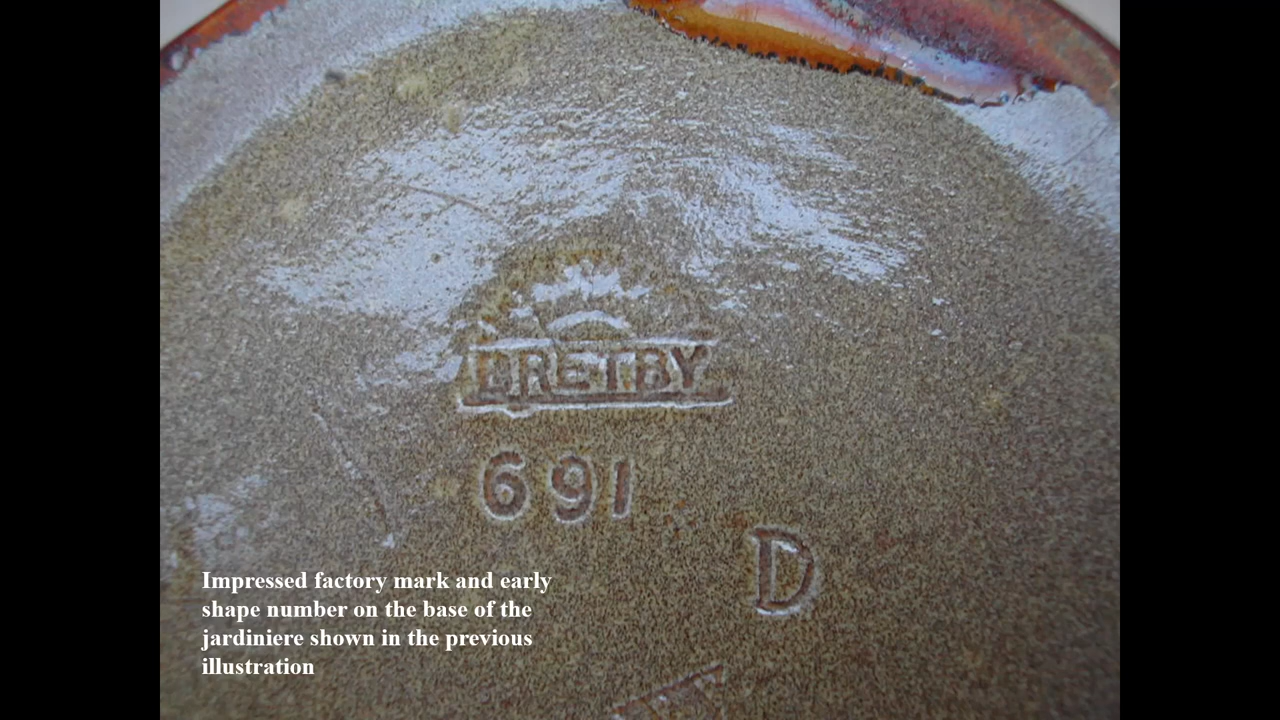 BRETBY
691
D
Impressed factory mark and early
shape number on the base of the
jardiniere shown in the previous
illustration